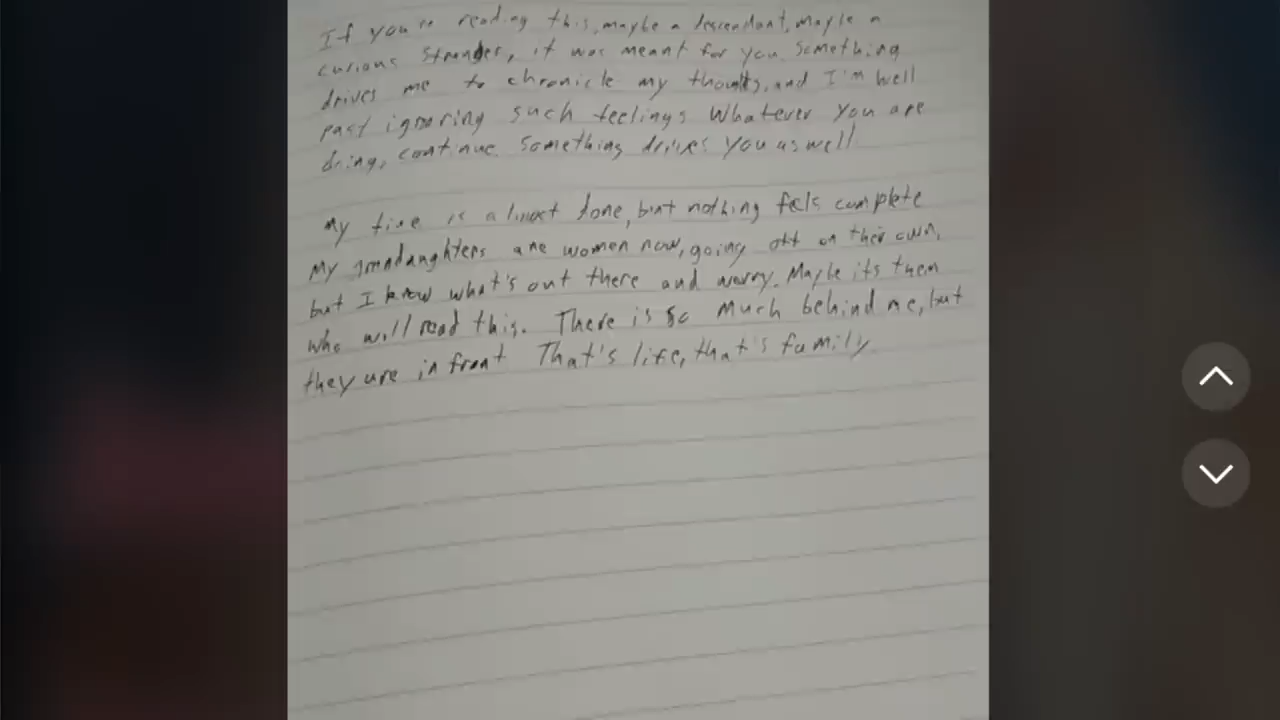 If you're reading this, maybe a descendant, maybe a
curious stranger, it was meant for you. Something
drives me to chronicle my thoughts, and I'm well
past ignoring such feelings Whatever you are
doing, continue. Something drives you as well.
My time is almost done, but nothing feels complete
My grandaughters are women now, going off on their own,
but I know what's out there and worry. Maybe its them
who will read this. There is so much behind me, but
they are in front That's life, that's family